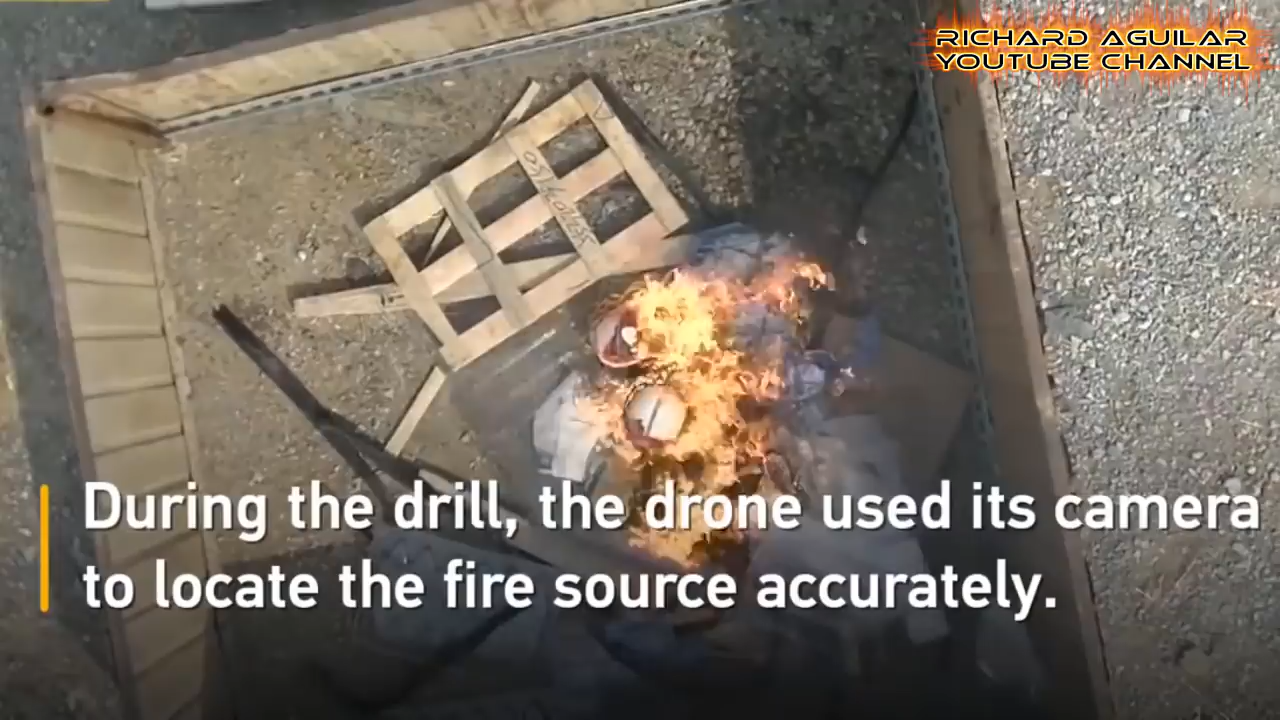 RICHARD AGUILAR
YOUTUBE CHANNEL
During the drill, the drone used its camera
to locate the fire source accurately.